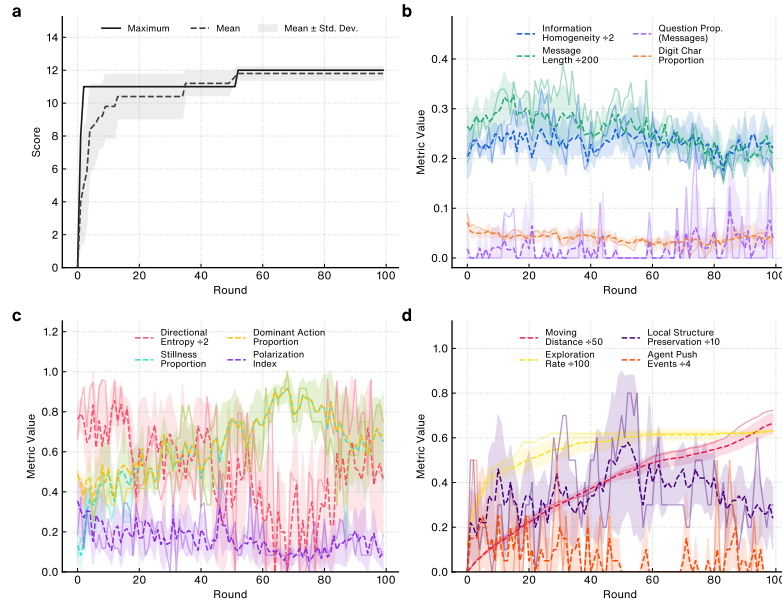 a
Maximum Mean Mean ± Std. Dev.
14
12
10
8
6
4
2
0
0 20 40 60 80 100
Score
Round
b
Information
Homogeneity ÷2
Question Prop.
(Messages)
Message
Length ÷200
Digit Char
Proportion
0.4
0.3
0.2
0.1
0.0
0 20 40 60 80 100
Metric Value
Round
c
Directional
Entropy ÷2
Dominant Action
Proportion
Stillness
Proportion
Polarization
Index
1.2
1.0
0.8
0.6
0.4
0.2
0.0
0 20 40 60 80 100
Metric Value
Round
d
Moving
Distance ÷50
Local Structure
Preservation ÷10
Exploration
Rate ÷100
Agent Push
Events ÷4
1.0
0.8
0.6
0.4
0.2
0.0
0 20 40 60 80 100
Metric Value
Round